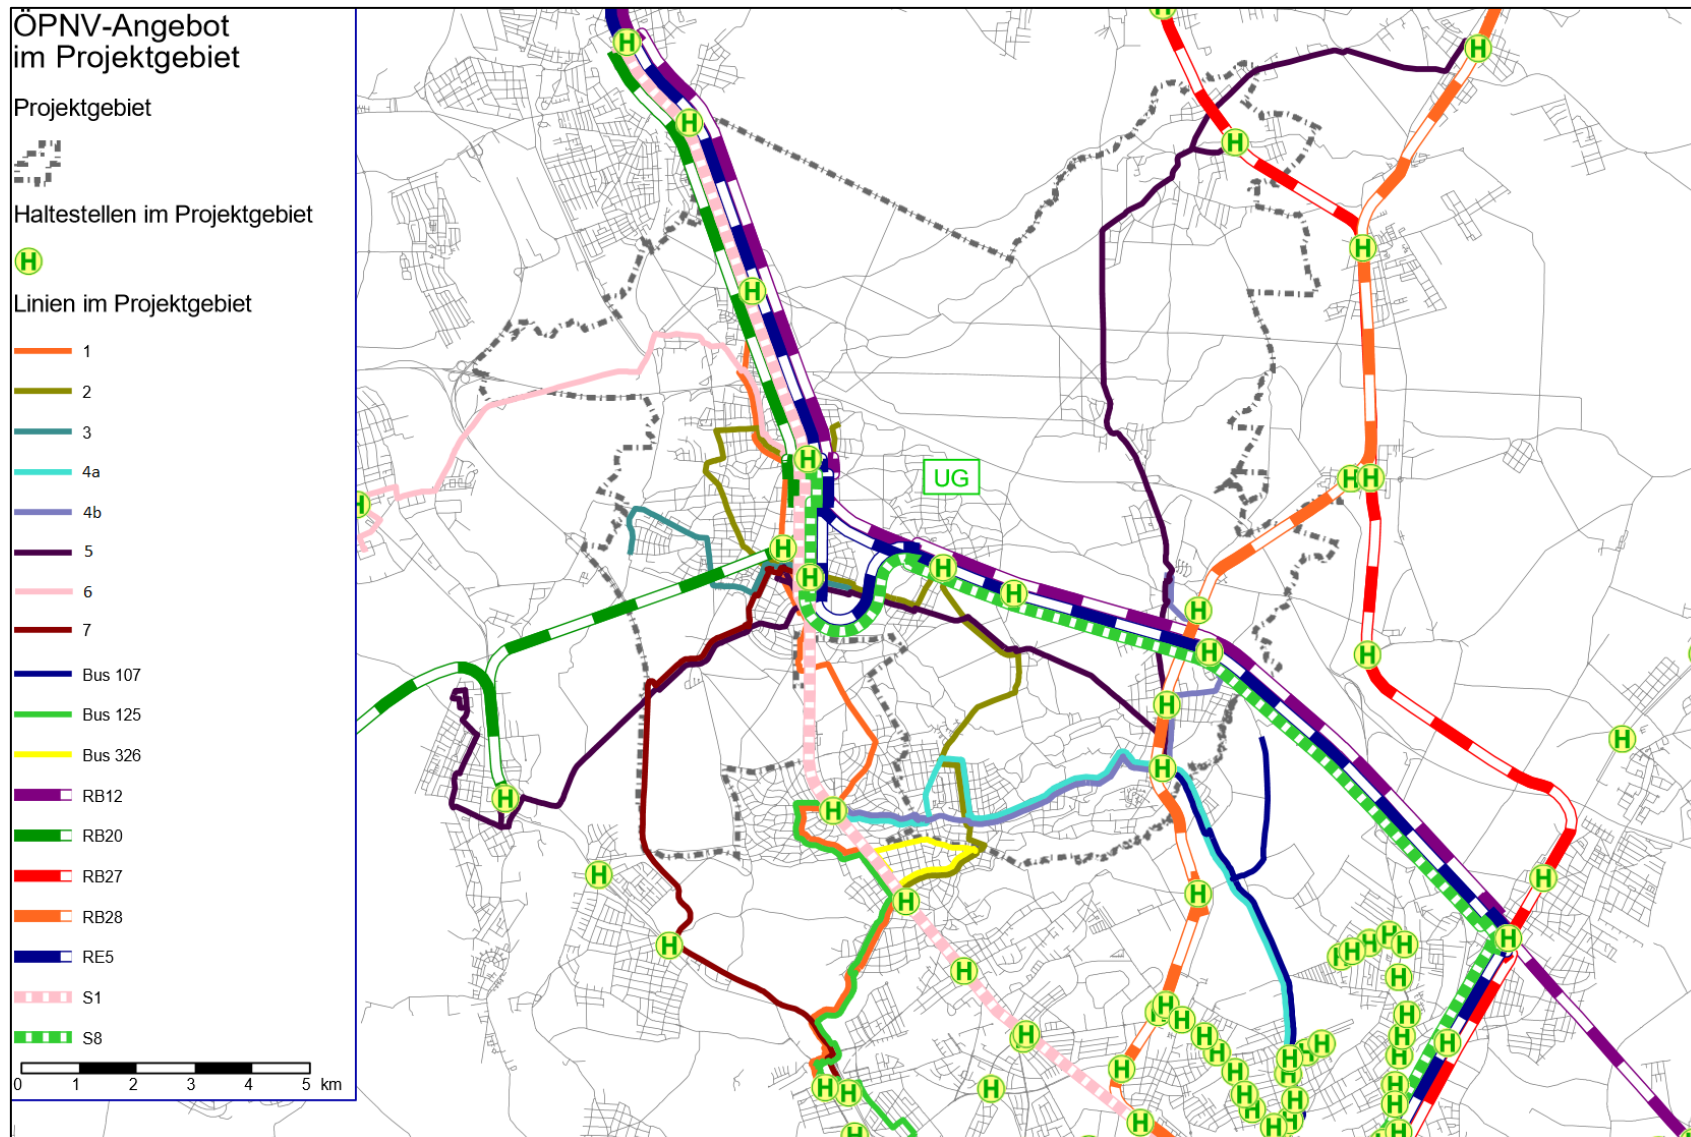 ÖPNV-Angebot
im Projektgebiet
Projektgebiet
Haltestellen im Projektgebiet
H
Linien im Projektgebiet
1
2
3
4a
4b
5
6
7
Bus 107
Bus 125
Bus 326
RB12
RB20
RB27
RB28
RE5
S1
S8
0 1 2 3 4 5 km
UG